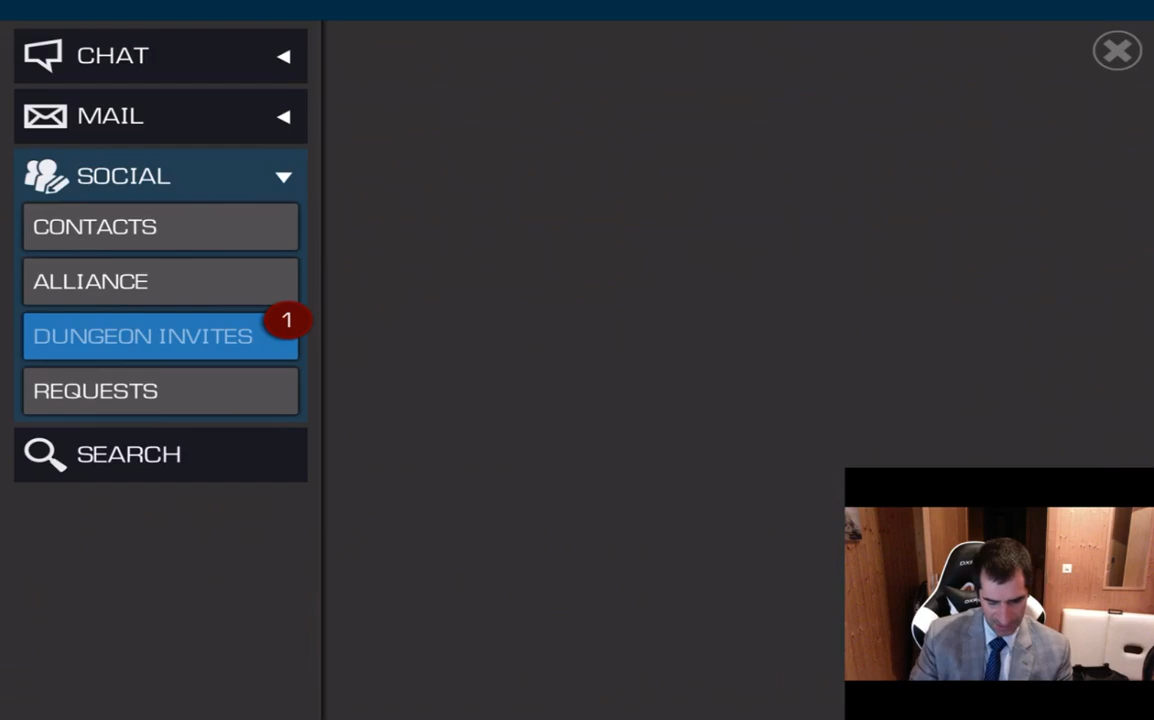 CHAT
MAIL
SOCIAL
CONTACTS
ALLIANCE
DUNGEON INVITES
1
REQUESTS
SEARCH